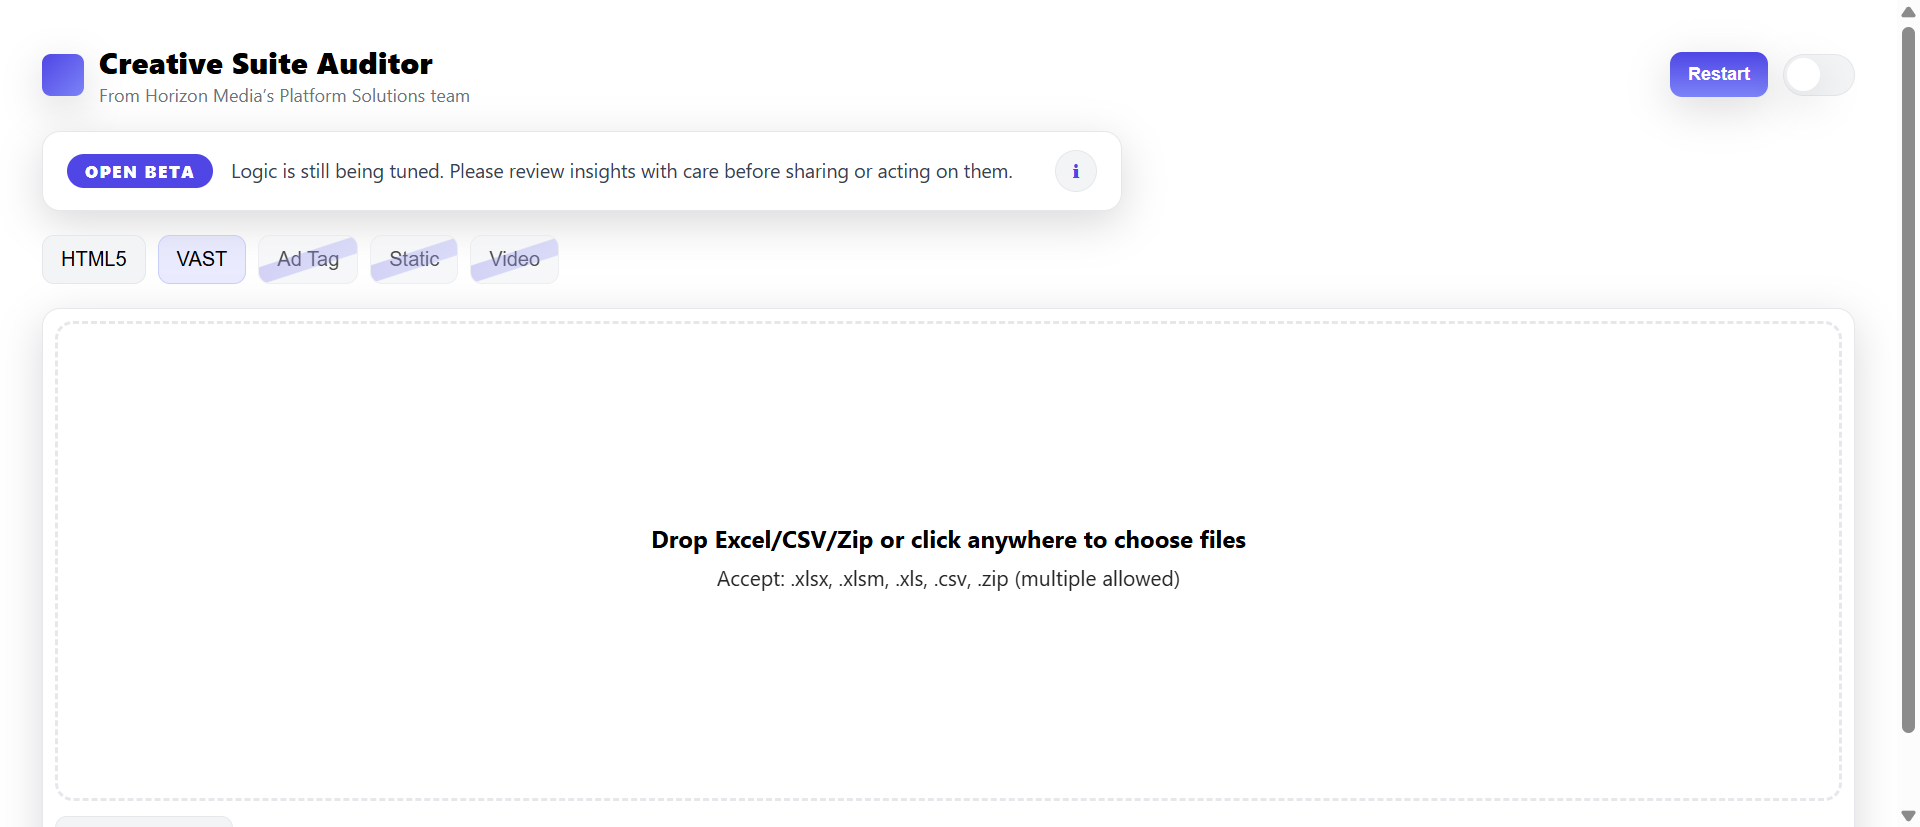 Creative Suite Auditor
From Horizon Media's Platform Solutions team
Restart
OPEN BETA
Logic is still being tuned. Please review insights with care before sharing or acting on them.
i
HTML5
VAST
Ad Tag
Static
Video
Drop Excel/CSV/Zip or click anywhere to choose files
Accept: .xlsx, .xlsm, .xls, .csv, .zip (multiple allowed)